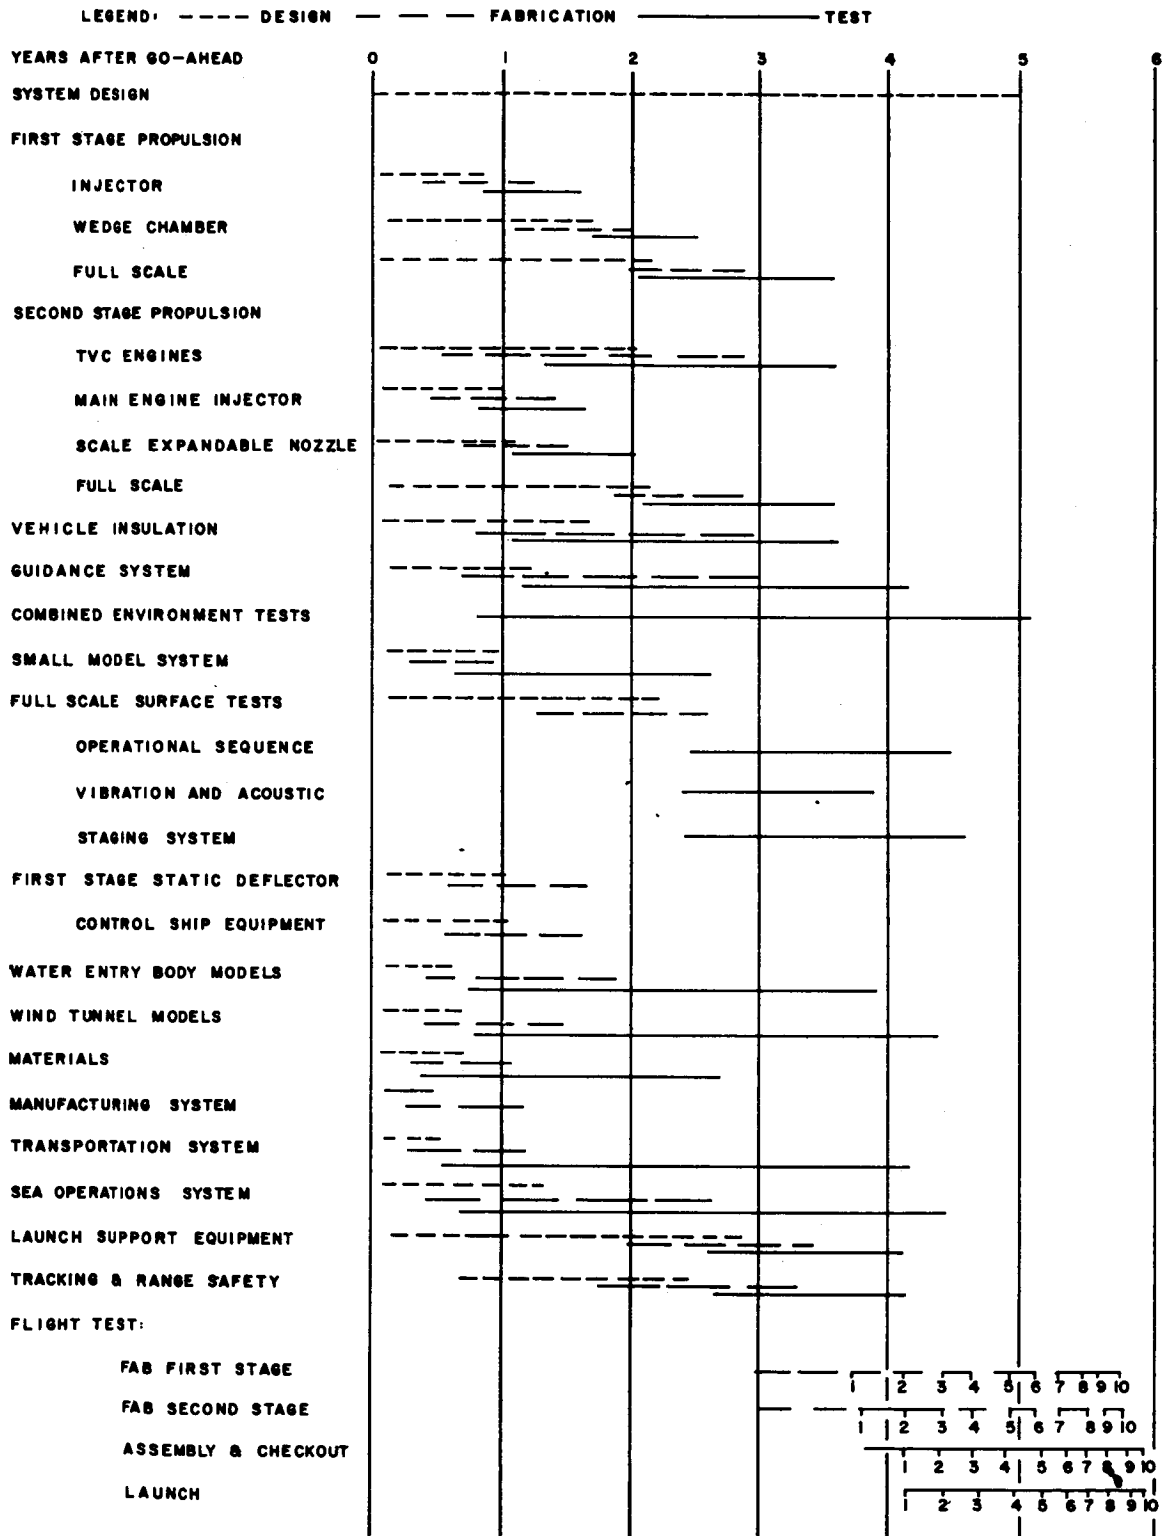 LEGEND: DESIGN FABRICATION TEST
YEARS AFTER GO-AHEAD 0 1 2 3 4 5 6
SYSTEM DESIGN
FIRST STAGE PROPULSION
INJECTOR
WEDGE CHAMBER
FULL SCALE
SECOND STAGE PROPULSION
TVC ENGINES
MAIN ENGINE INJECTOR
SCALE EXPANDABLE NOZZLE
FULL SCALE
VEHICLE INSULATION
GUIDANCE SYSTEM
COMBINED ENVIRONMENT TESTS
SMALL MODEL SYSTEM
FULL SCALE SURFACE TESTS
OPERATIONAL SEQUENCE
VIBRATION AND ACOUSTIC
STAGING SYSTEM
FIRST STAGE STATIC DEFLECTOR
CONTROL SHIP EQUIPMENT
WATER ENTRY BODY MODELS
WIND TUNNEL MODELS
MATERIALS
MANUFACTURING SYSTEM
TRANSPORTATION SYSTEM
SEA OPERATIONS SYSTEM
LAUNCH SUPPORT EQUIPMENT
TRACKING & RANGE SAFETY
FLIGHT TEST:
FAB FIRST STAGE 1 2 3 4 5 6 7 8 9 10
FAB SECOND STAGE 1 2 3 4 5 6 7 8 9 10
ASSEMBLY & CHECKOUT 1 2 3 4 5 6 7 8 9 10
LAUNCH 1 2 3 4 5 6 7 8 9 10